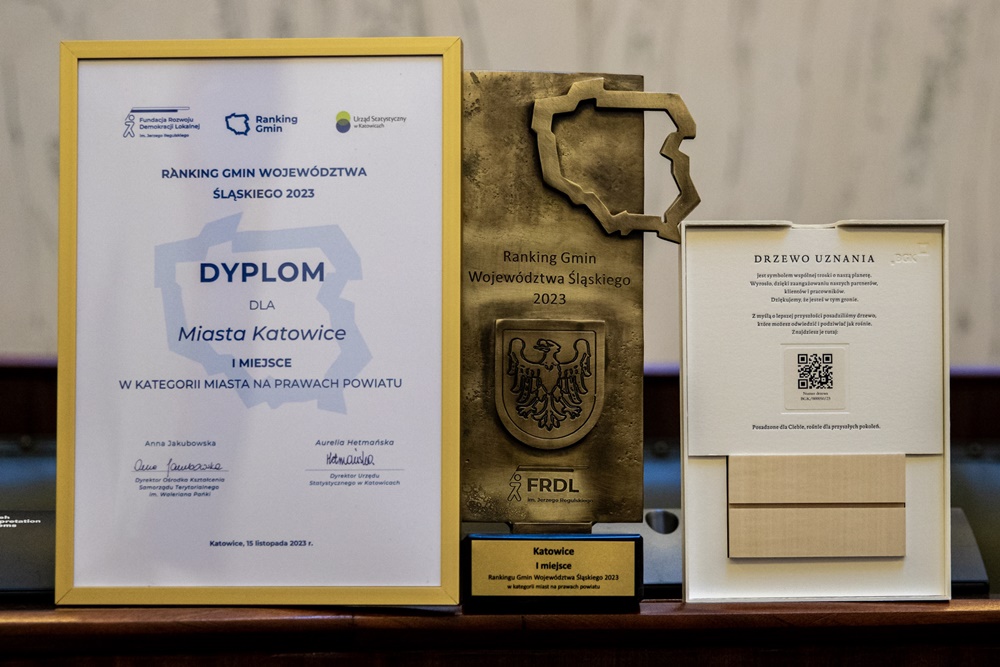 Fundacja Rozwoju
Demokracji Lokalnej
im. Jerzego Regulskiego
Ranking
Gmin
Urząd Statystyczny
w Katowicach
RANKING GMIN WOJEWÓDZTWA
ŚLĄSKIEGO 2023
DYPLOM
DLA
Miasta Katowice
I MIEJSCE
W KATEGORII MIASTA NA PRAWACH POWIATU
Anna Jakubowska
Dyrektor Ośrodka Kształcenia
Samorządu Terytorialnego
im. Waleriana Pańki
Aurelia Hetmańska
Hetmańska
Dyrektor Urzędu
Statystycznego w Katowicach
Katowice, 15 listopada 2023 r.
Ranking Gmin
Województwa Śląskiego
2023
FRDL
im. Jerzego Regulskiego
Katowice
I miejsce
Rankingu Gmin Województwa Śląskiego 2023
w kategorii miast na prawach powiatu
DRZEWO UZNANIA
Jest symbolem wspólnej troski o naszą planetę.
Wyrosło, dzięki zaangażowaniu naszych partnerów,
klientów i pracowników.
Dziękujemy, że jesteś w tym gronie.
Z myślą o lepszej przyszłości posadziliśmy drzewo,
które możesz odwiedzić i podziwiać jak rośnie.
Znajdziesz je tutaj:
Numer drzewa
Posadzone dla Ciebie, rośnie dla przyszłych pokoleń.